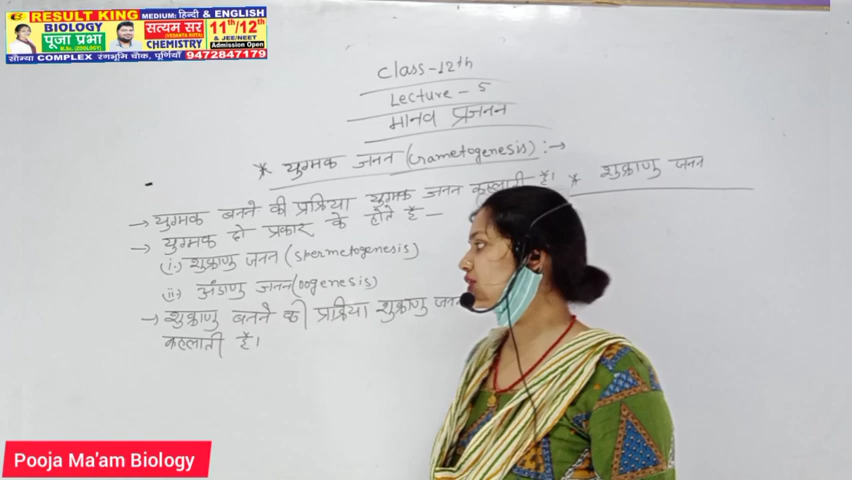 RESULT KING MEDIUM: हिन्दी & ENGLISH
BIOLOGY
पूजा प्रभा
M.Sc. (ZOOLOGY)
सत्यम सर
CHEMISTRY
11th/12th
& JEE/NEET
Admission Open
सौम्या COMPLEX रंगभूमि चौक, पूर्णियाँ 9472847179
Class-12th
Lecture - 5
मानव प्रजनन
* युग्मक जनन (Gametogenesis) :→
→ युग्मक बनने की प्रक्रिया युग्मक जनन कहलाती है।
→ युग्मक दो प्रकार के होते हैं —
(i) शुक्राणु जनन (spermetogenesis)
(ii) अंडाणु जनन (oogenesis)
→ शुक्राणु बनने की प्रक्रिया शुक्राणु जनन
कहलाती है।
* शुक्राणु जनन
Pooja Ma'am Biology